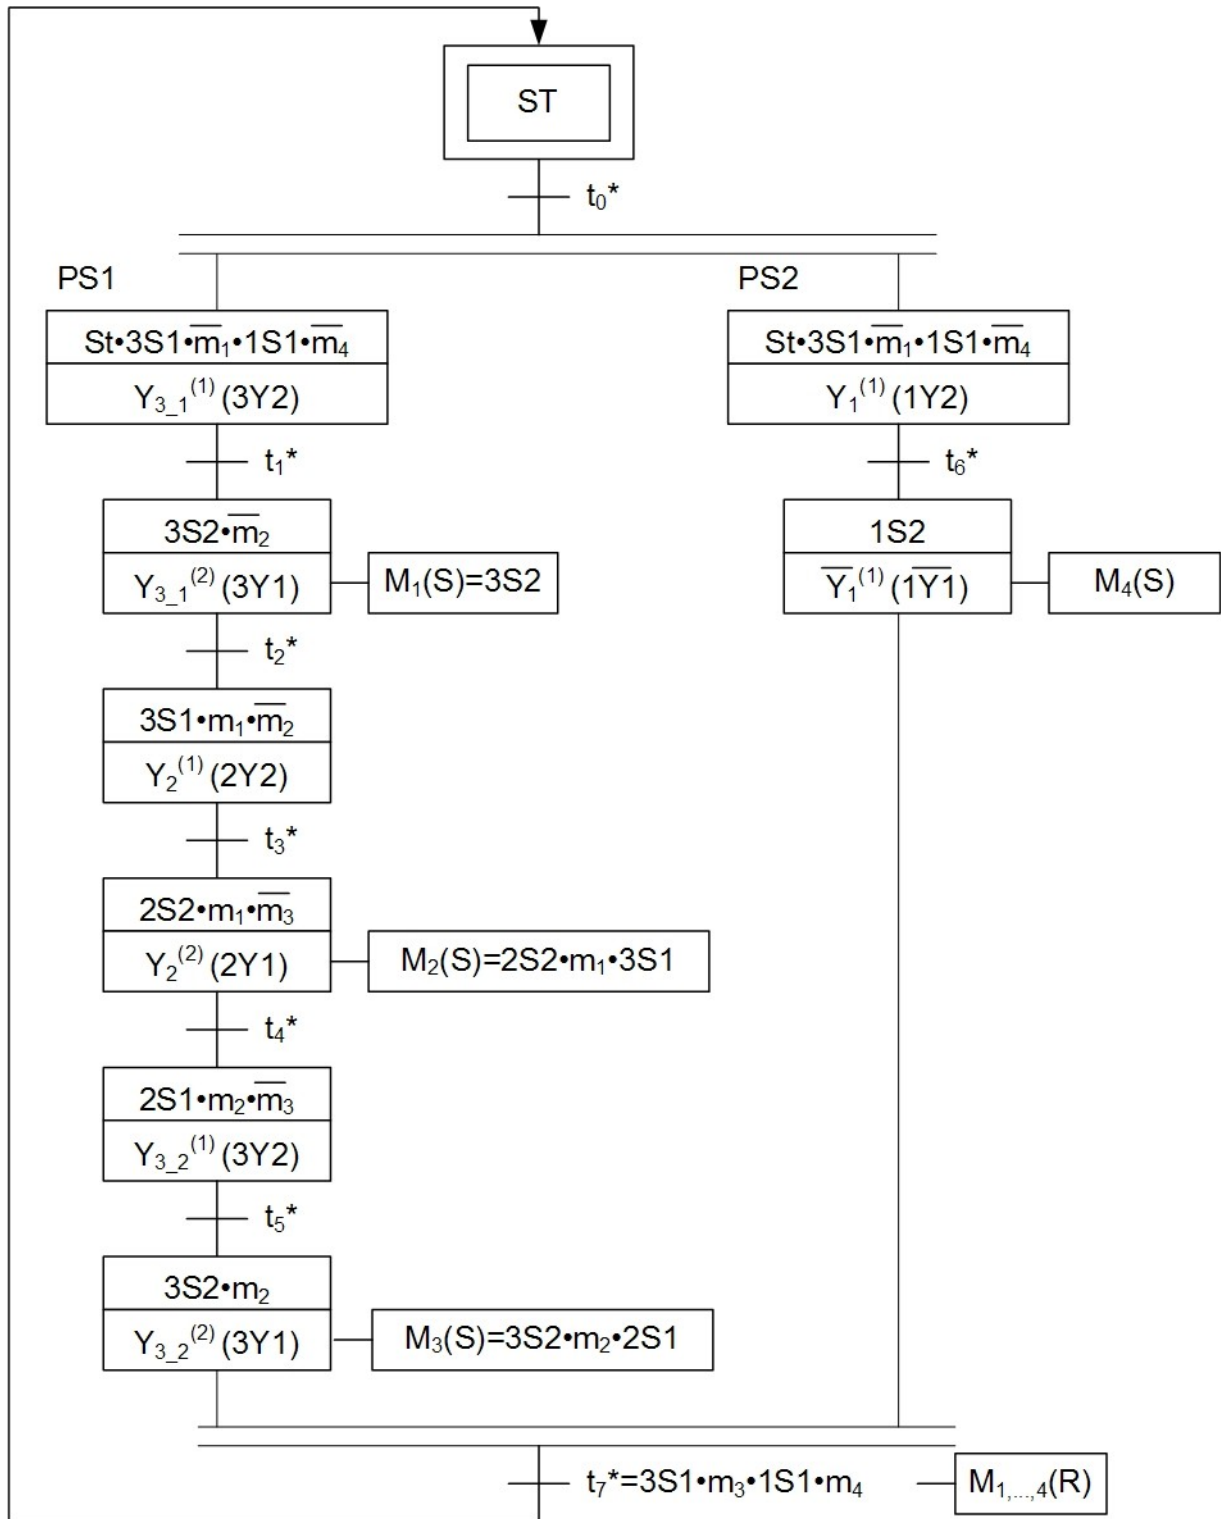 ST
t₀*
PS1
PS2
St•3S1•m̅₁•1S1•m̅₄
St•3S1•m̅₁•1S1•m̅₄
Y₃_₁⁽¹⁾(3Y2)
Y₁⁽¹⁾(1Y2)
t₁*
t₆*
3S2•m̅₂
1S2
Y₃_₁⁽²⁾(3Y1)
M₁(S)=3S2
Y̅₁⁽¹⁾(1Y̅1̅)
M₄(S)
t₂*
3S1•m₁•m̅₂
Y₂⁽¹⁾(2Y2)
t₃*
2S2•m₁•m̅₃
Y₂⁽²⁾(2Y1)
M₂(S)=2S2•m₁•3S1
t₄*
2S1•m₂•m̅₃
Y₃_₂⁽¹⁾(3Y2)
t₅*
3S2•m₂
Y₃_₂⁽²⁾(3Y1)
M₃(S)=3S2•m₂•2S1
t₇*=3S1•m₃•1S1•m₄
M₁,...,₄(R)